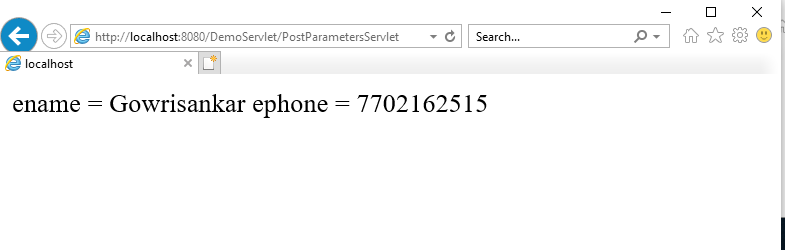 http://localhost:8080/DemoServlet/PostParametersServlet
Search...
localhost
ename = Gowrisankar ephone = 7702162515